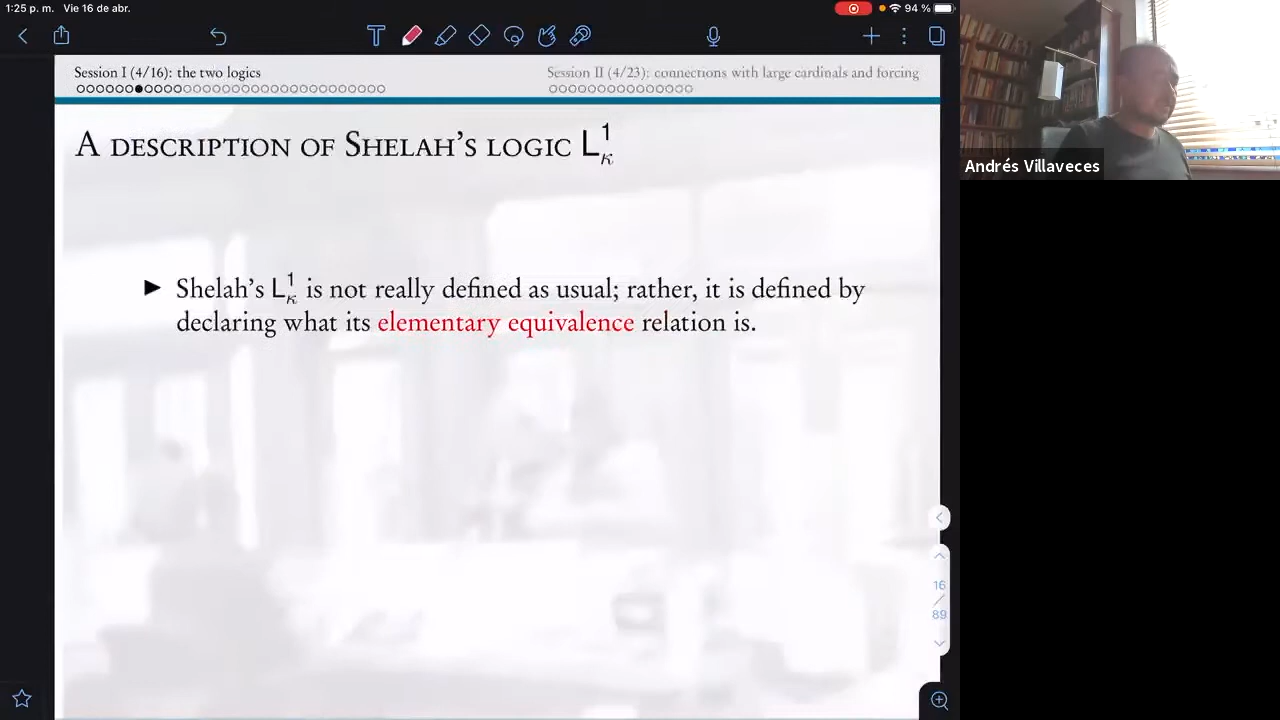 1:25 p. m. Vie 16 de abr.
94 %
Session I (4/16): the two logics
Session II (4/23): connections with large cardinals and forcing
A description of Shelah's logic L¹_κ
Andrés Villaveces
► Shelah's L¹_κ is not really defined as usual; rather, it is defined by
declaring what its elementary equivalence relation is.
16
/
89